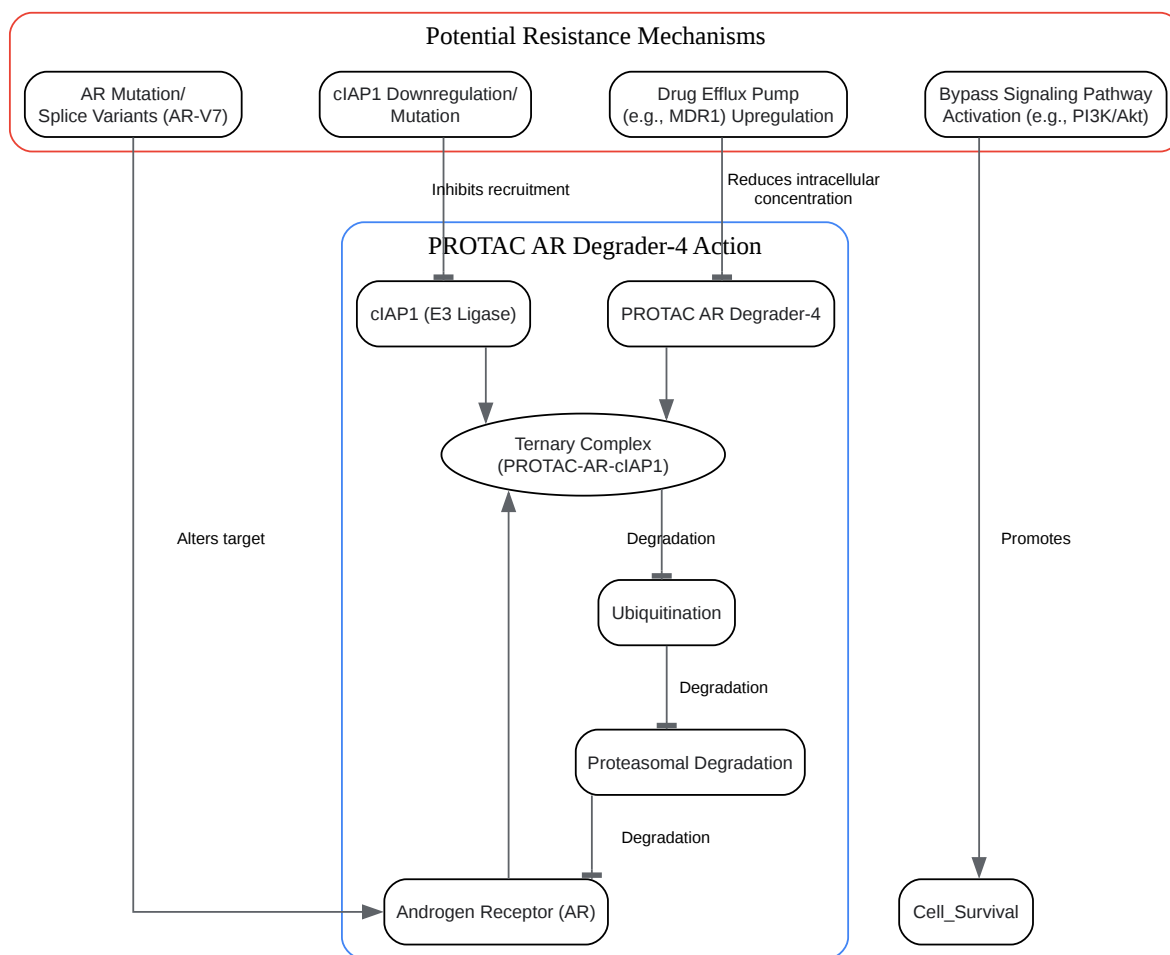 Potential Resistance Mechanisms
AR Mutation/
Splice Variants (AR-V7)
cIAP1 Downregulation/
Mutation
Drug Efflux Pump
(e.g., MDR1) Upregulation
Bypass Signaling Pathway
Activation (e.g., PI3K/Akt)
Inhibits recruitment
Reduces intracellular
concentration
PROTAC AR Degrader-4 Action
cIAP1 (E3 Ligase)
PROTAC AR Degrader-4
Ternary Complex
(PROTAC-AR-cIAP1)
Alters target
Degradation
Promotes
Ubiquitination
Degradation
Proteasomal Degradation
Degradation
Androgen Receptor (AR)
Cell_Survival